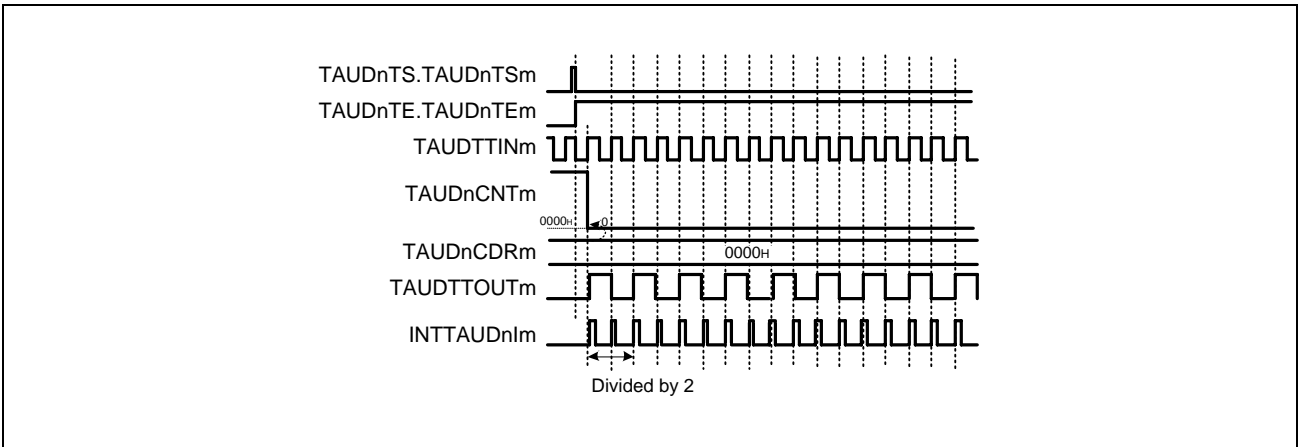 TAUDnTS.TAUDnTSm
TAUDnTE.TAUDnTEm
TAUDTTINm
TAUDnCNTm
0000H
0
TAUDnCDRm
0000H
TAUDTTOUTm
INTTAUDnIm
Divided by 2